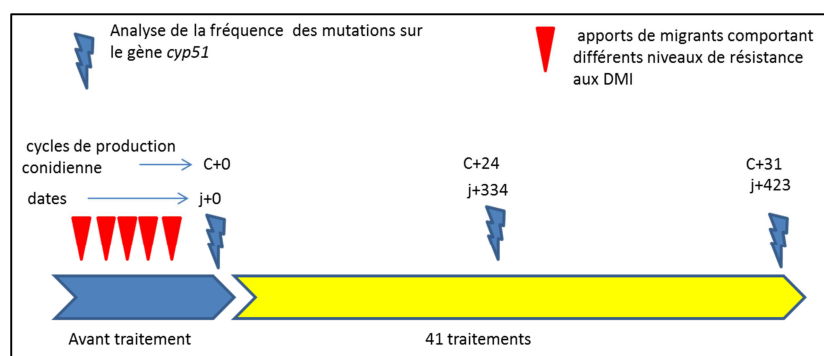 Analyse de la fréquence des mutations sur
le gène cyp51
apports de migrants comportant
différents niveaux de résistance
aux DMI
cycles de production
conidienne
C+0
C+24
C+31
dates
j+0
j+334
j+423
Avant traitement
41 traitements